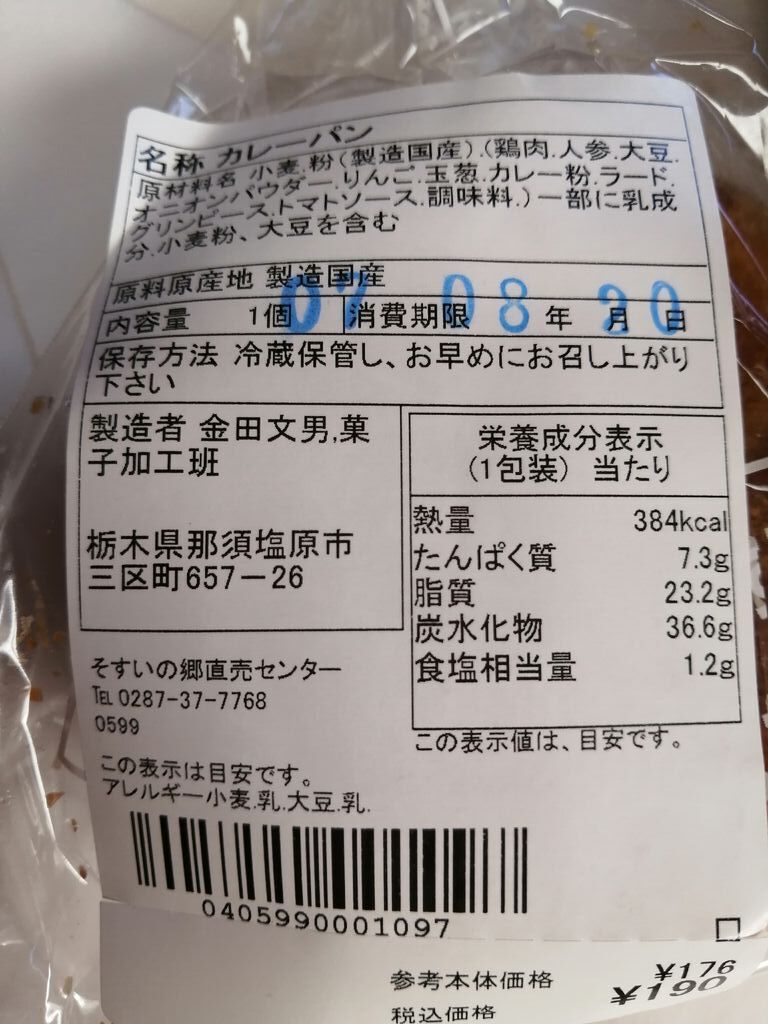 名称 カレーパン
原材料名 小麦.粉(製造国産).(鶏肉.人参.大豆.
オニオンパウダー.りんご.玉葱.カレー粉.ラード.
グリンピース.トマトソース.調味料.)一部に乳成
分.小麦粉、大豆を含む
原料原産地 製造国産
内容量 1個 消費期限 年 月 日
07 08 20
保存方法 冷蔵保管し、お早めにお召し上がり
下さい
製造者 金田文男,菓
子加工班
栃木県那須塩原市
三区町657-26
栄養成分表示
(1包装) 当たり
熱量 384kcal
たんぱく質 7.3g
脂質 23.2g
炭水化物 36.6g
食塩相当量 1.2g
この表示値は、目安です。
そすいの郷直売センター
TEL 0287-37-7768
0599
この表示は目安です。
アレルギー小麦.乳.大豆.乳.
0405990001097
参考本体価格 ¥176
税込価格 ¥190